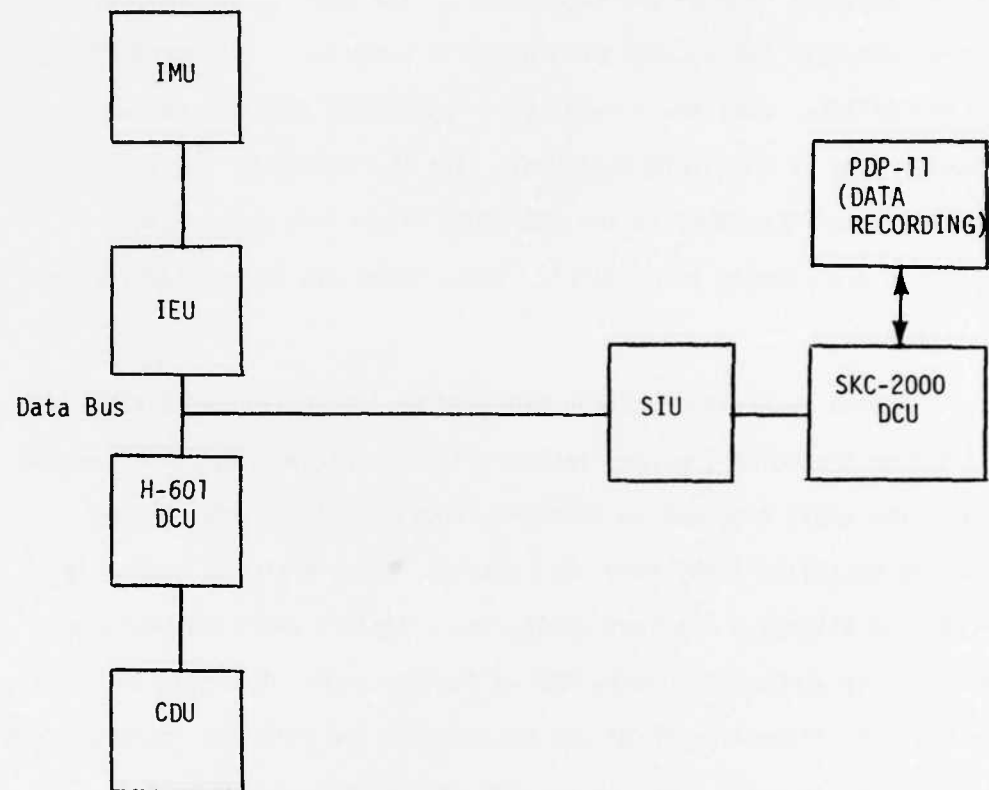 IMU
PDP-11
(DATA
RECORDING)
IEU
SIU
SKC-2000
DCU
Data Bus
H-601
DCU
CDU